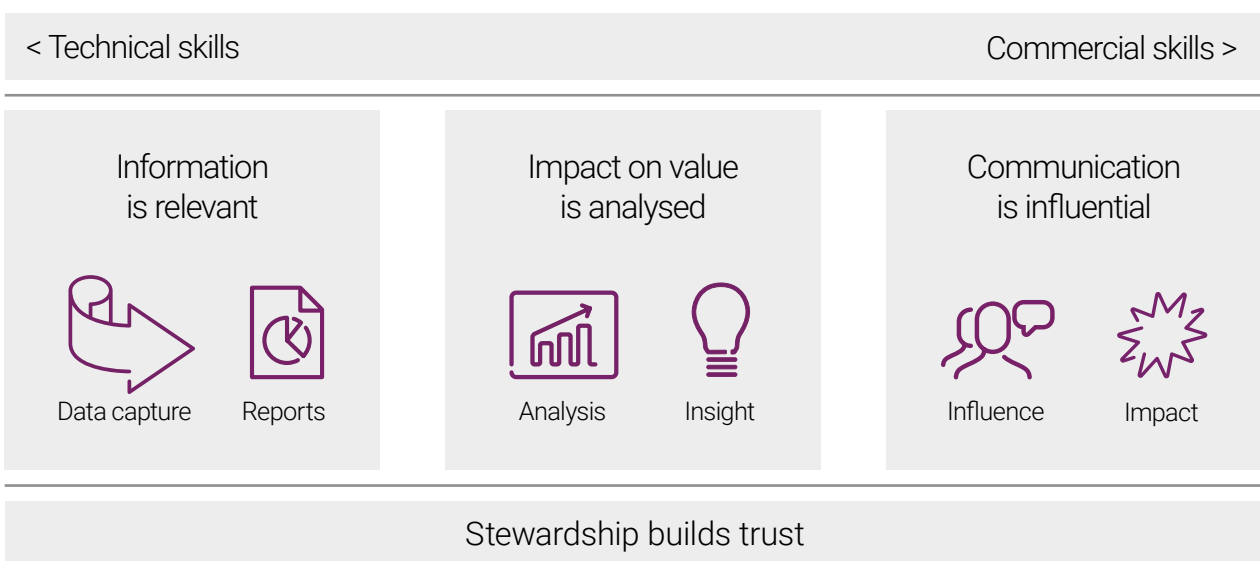 < Technical skills
Commercial skills >
Information
is relevant
Data capture
Reports
Impact on value
is analysed
Analysis
Insight
Communication
is influential
Influence
Impact
Stewardship builds trust